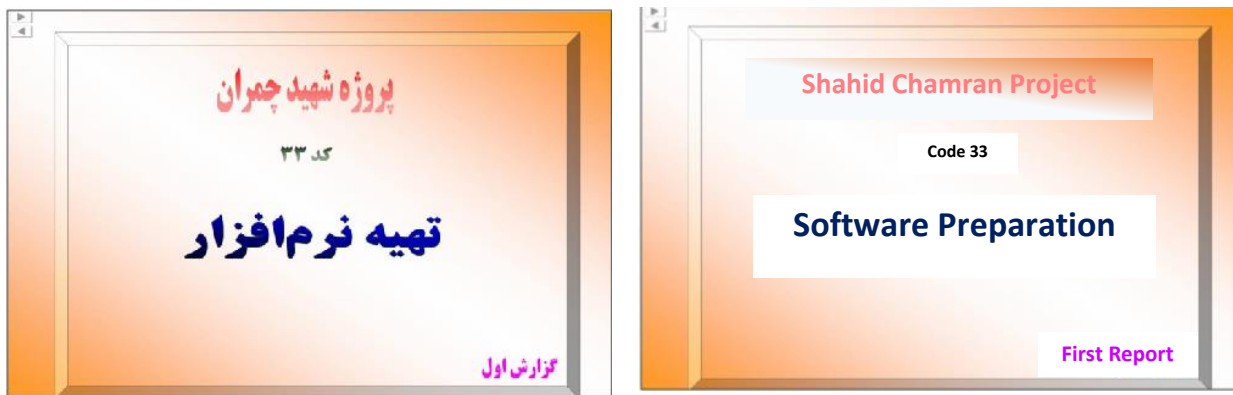 پروژه شهید چمران
کد ۳۳
تهیه نرم‌افزار
گزارش اول
Shahid Chamran Project
Code 33
Software Preparation
First Report